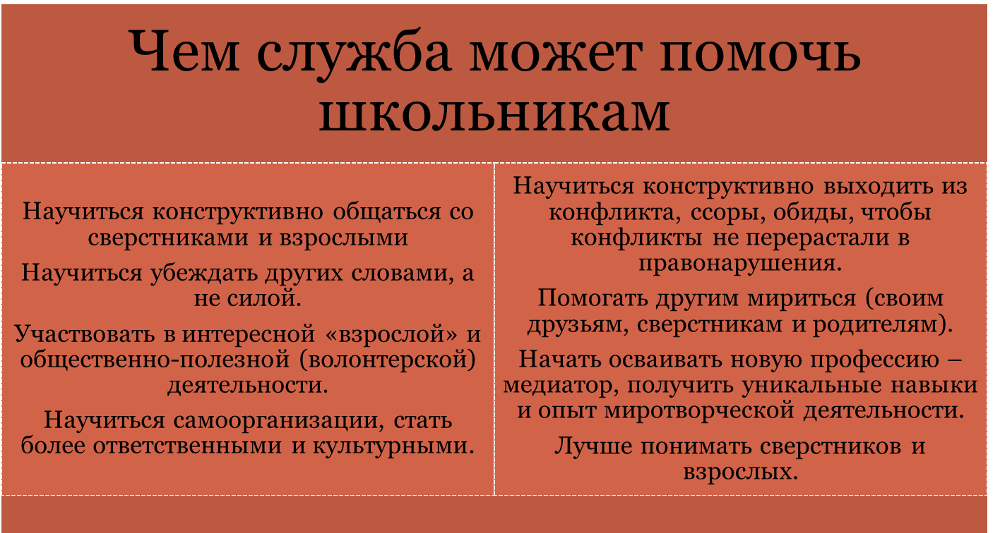 Чем служба может помочь
школьникам
Научиться конструктивно общаться со
сверстниками и взрослыми
Научиться убеждать других словами, а
не силой.
Участвовать в интересной «взрослой» и
общественно-полезной (волонтерской)
деятельности.
Научиться самоорганизации, стать
более ответственными и культурными.
Научиться конструктивно выходить из
конфликта, ссоры, обиды, чтобы
конфликты не перерастали в
правонарушения.
Помогать другим мириться (своим
друзьям, сверстникам и родителям).
Начать осваивать новую профессию –
медиатор, получить уникальные навыки
и опыт миротворческой деятельности.
Лучше понимать сверстников и
взрослых.